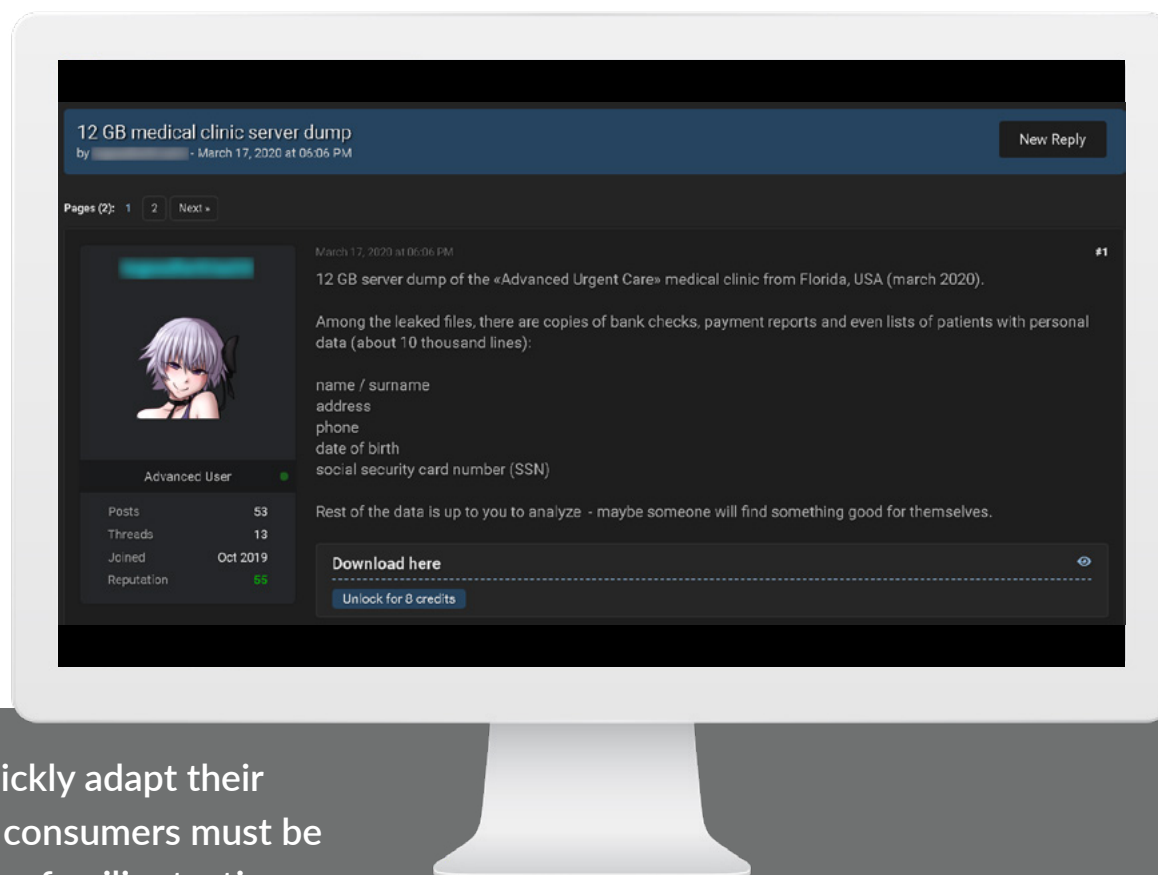 12 GB medical clinic server dump
by - March 17, 2020 at 06:06 PM
New Reply
Pages (2): 1 2 Next »
March 17, 2020 at 06:06 PM
#1
12 GB server dump of the «Advanced Urgent Care» medical clinic from Florida, USA (march 2020).
Among the leaked files, there are copies of bank checks, payment reports and even lists of patients with personal
data (about 10 thousand lines):
name / surname
address
phone
date of birth
social security card number (SSN)
Rest of the data is up to you to analyze - maybe someone will find something good for themselves.
Advanced User
Posts 53
Threads 13
Joined Oct 2019
Reputation 55
Download here
Unlock for 8 credits
ickly adapt their
consumers must be